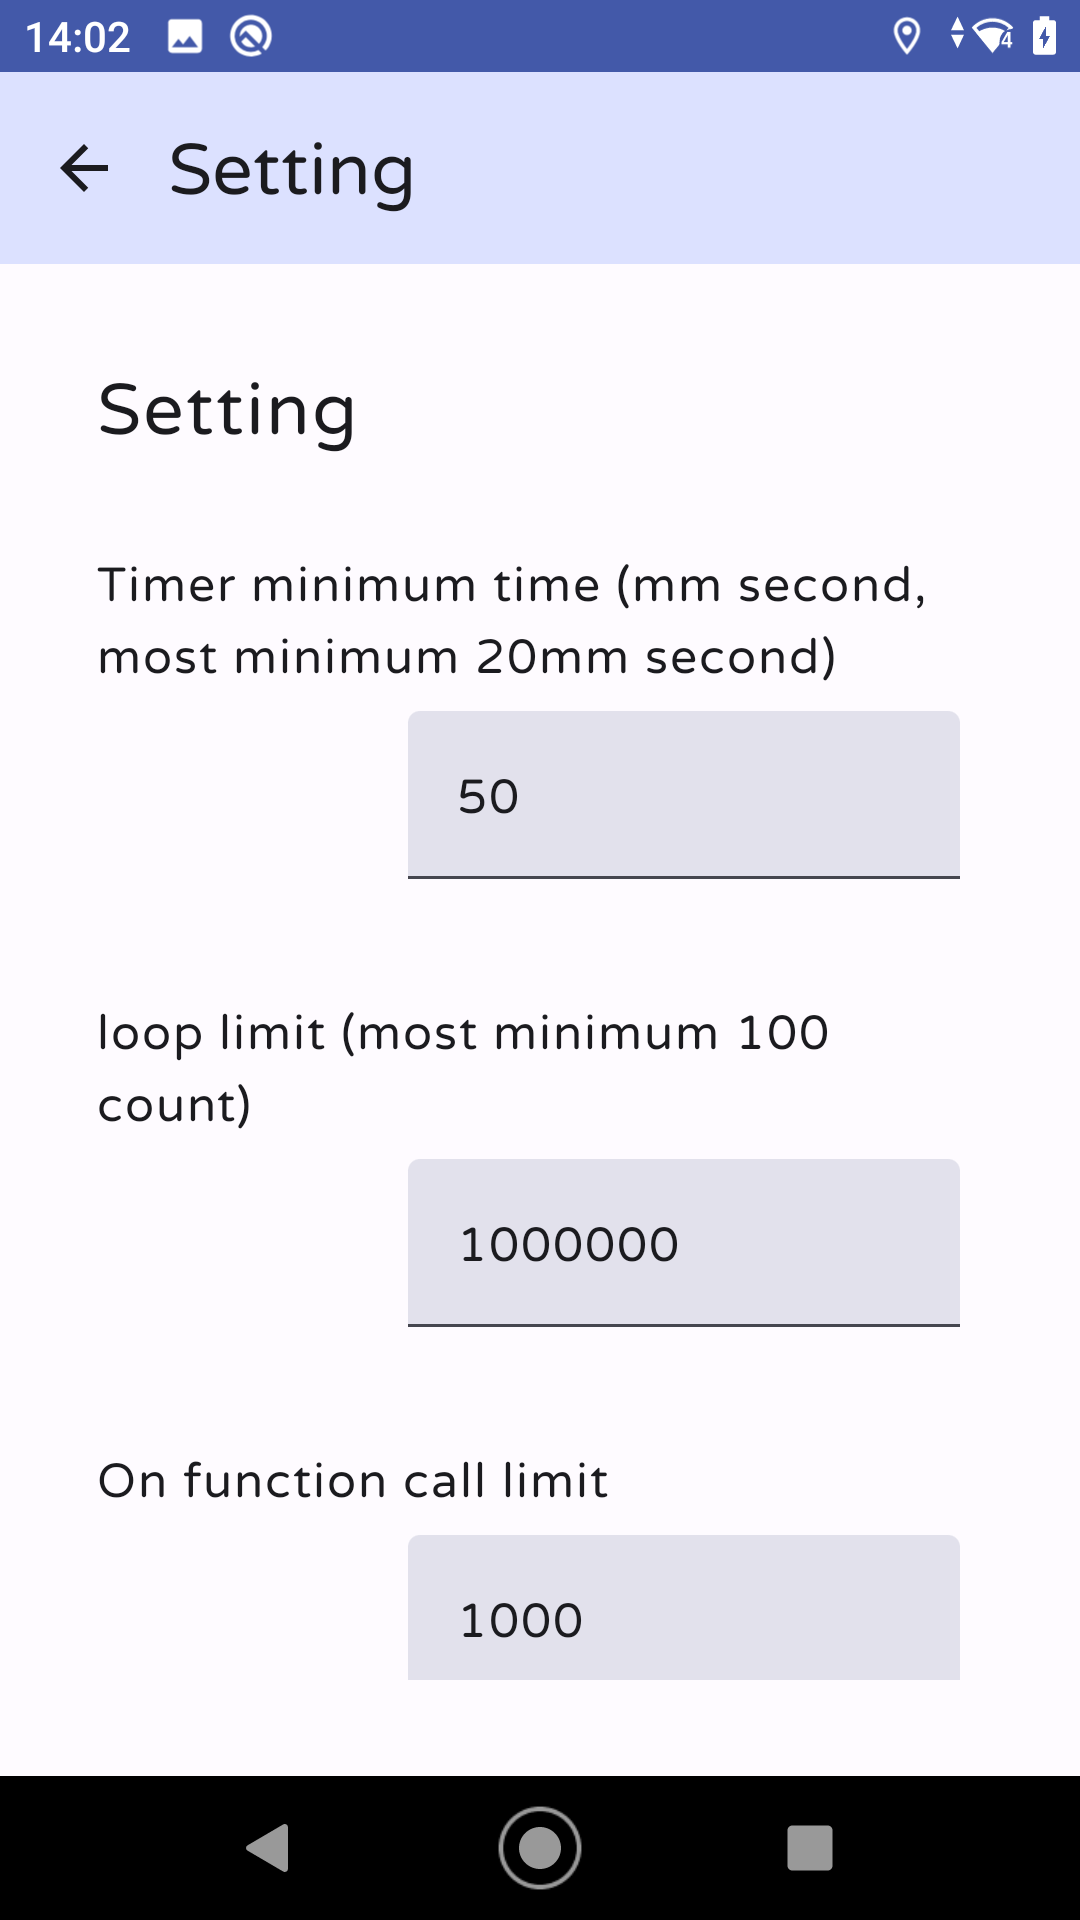 14:02
4
Setting
Setting
Timer minimum time (mm second,
most minimum 20mm second)
50
loop limit (most minimum 100
count)
1000000
On function call limit
1000